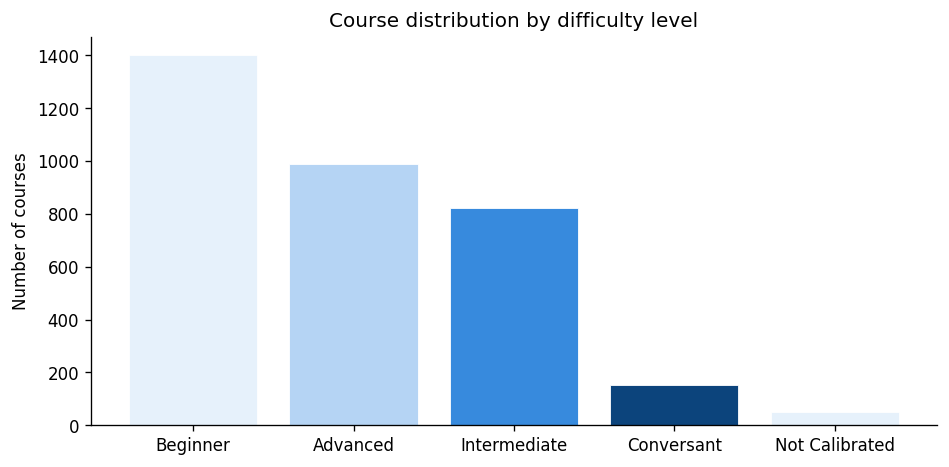 Course distribution by difficulty level
Number of courses
1400
1200
1000
800
600
400
200
0
Beginner Advanced Intermediate Conversant Not Calibrated